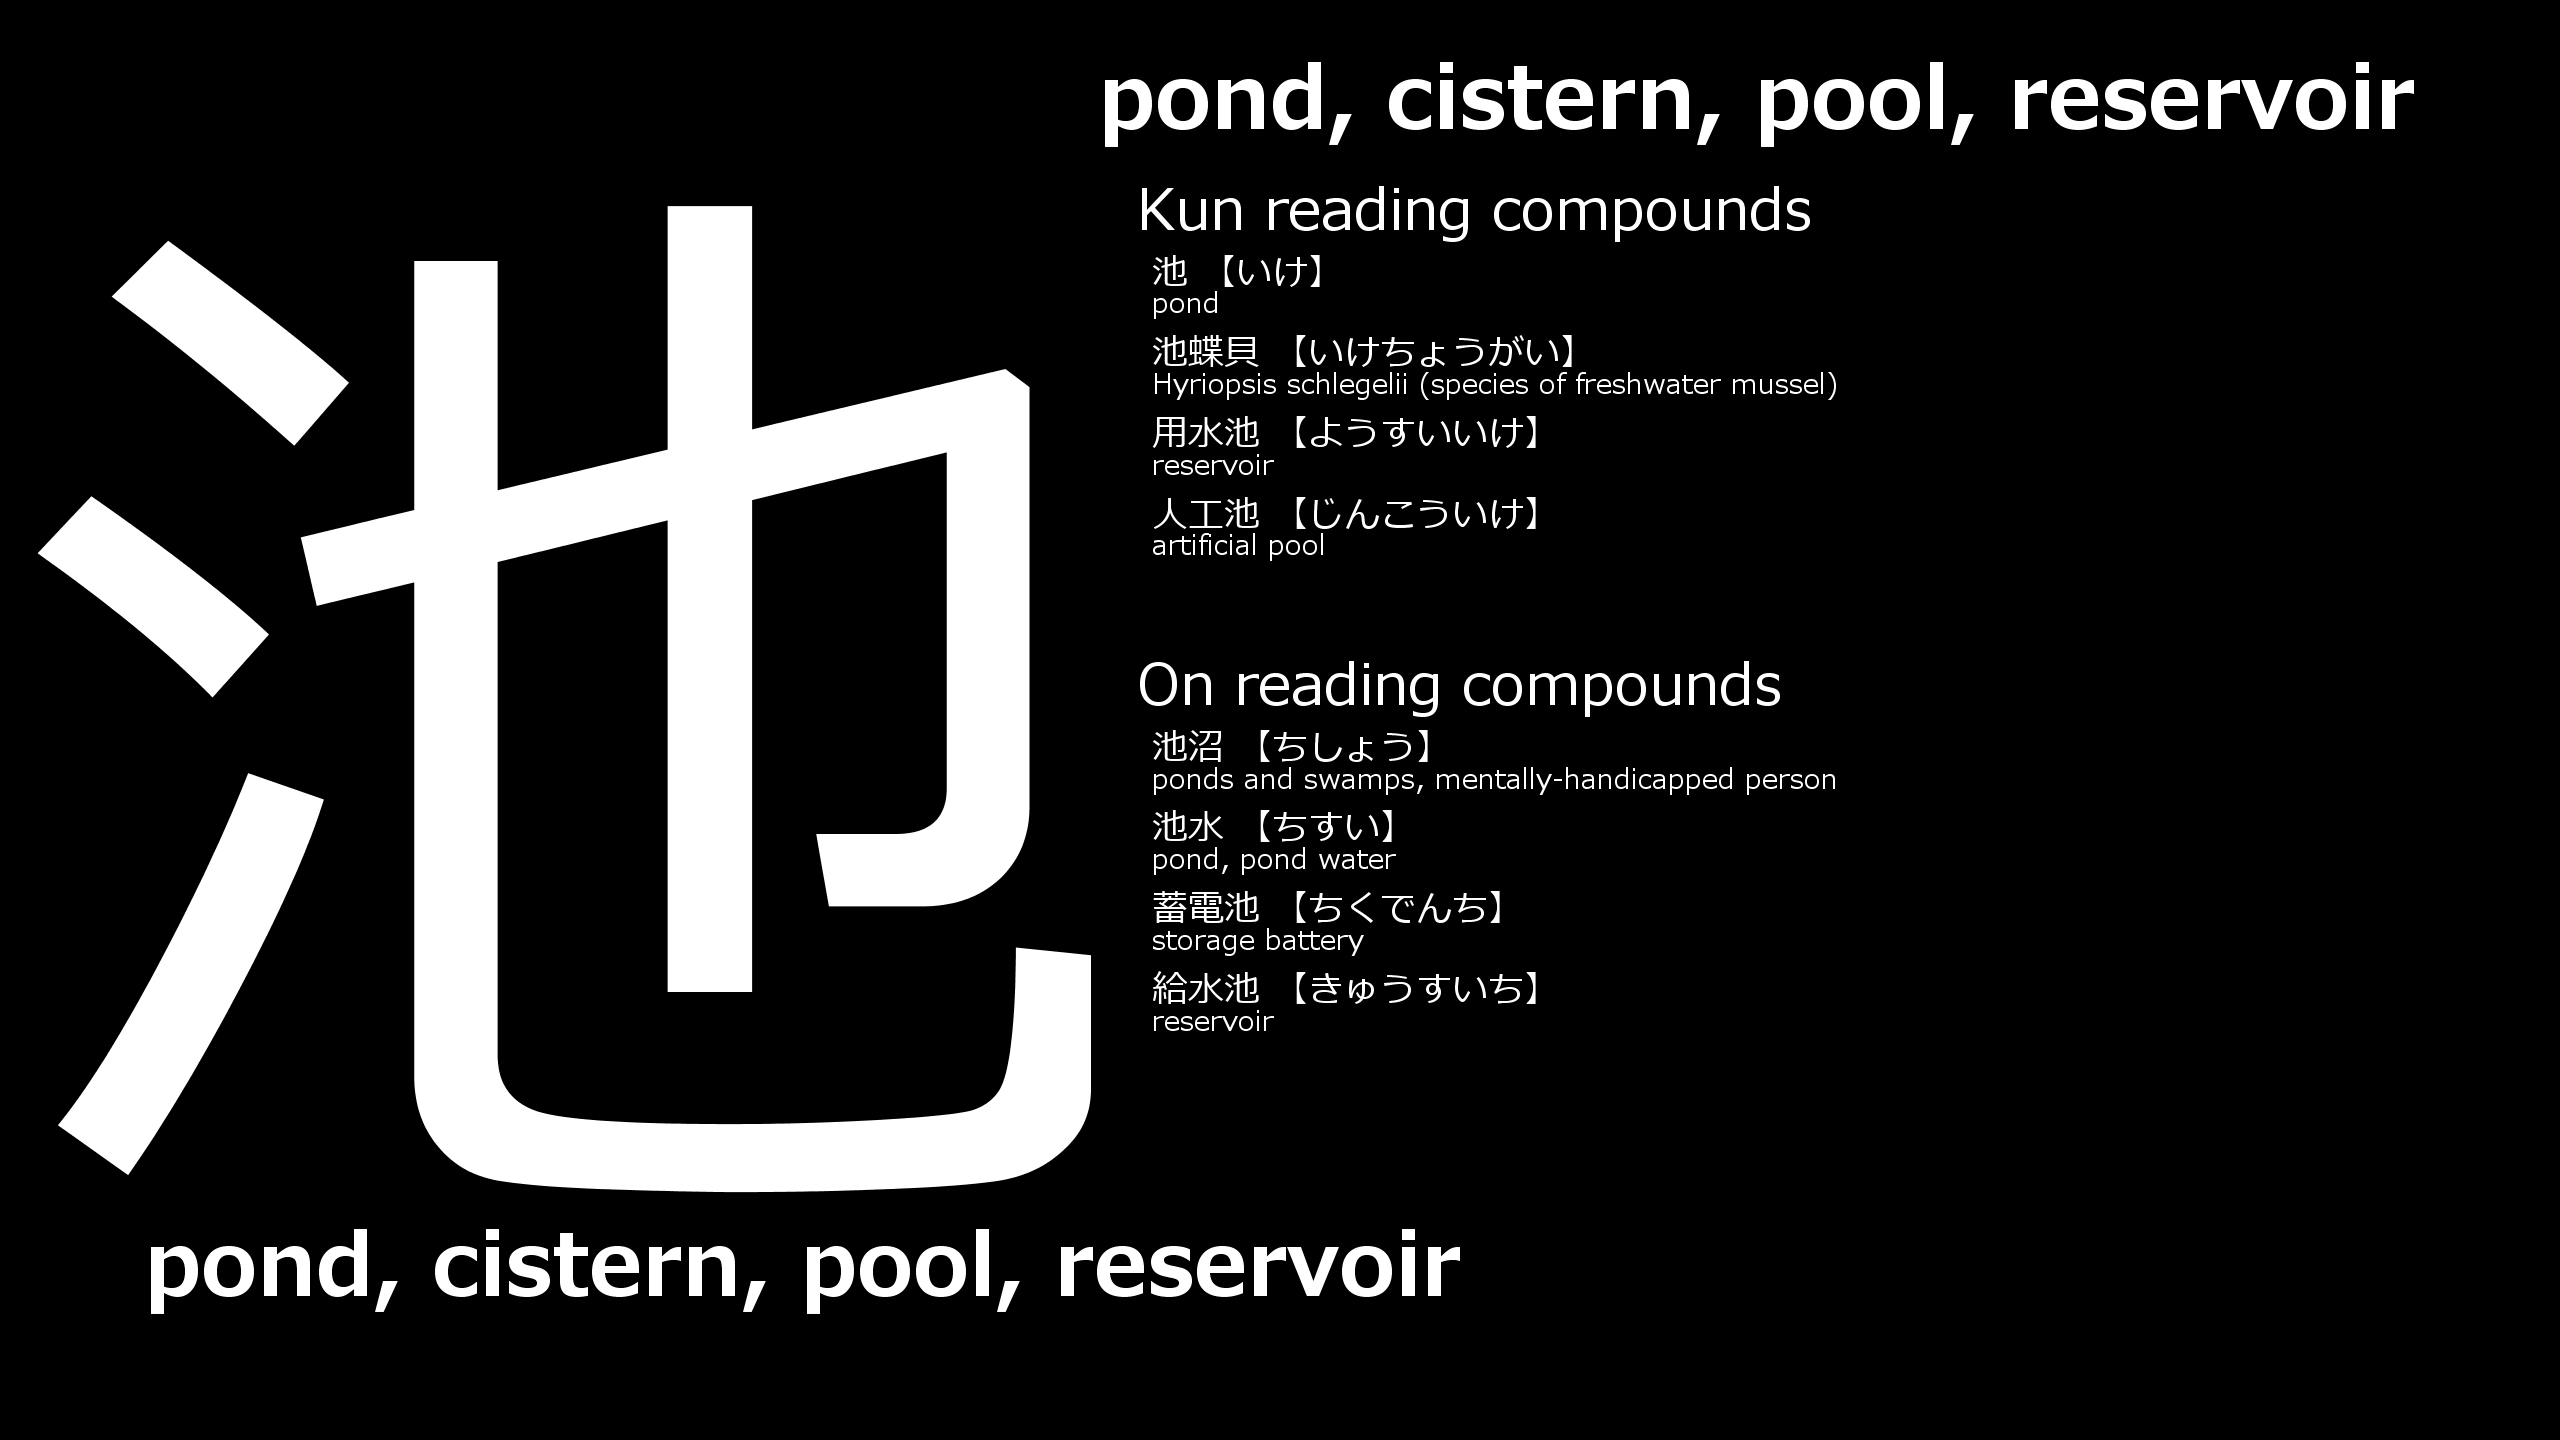 pond, cistern, pool, reservoir
池
Kun reading compounds
池 【いけ】
pond
池蝶貝 【いけちょうがい】
Hyriopsis schlegelii (species of freshwater mussel)
用水池 【ようすいいけ】
reservoir
人工池 【じんこういけ】
artificial pool
On reading compounds
池沼 【ちしょう】
ponds and swamps, mentally-handicapped person
池水 【ちすい】
pond, pond water
蓄電池 【ちくでんち】
storage battery
給水池 【きゅうすいち】
reservoir
pond, cistern, pool, reservoir